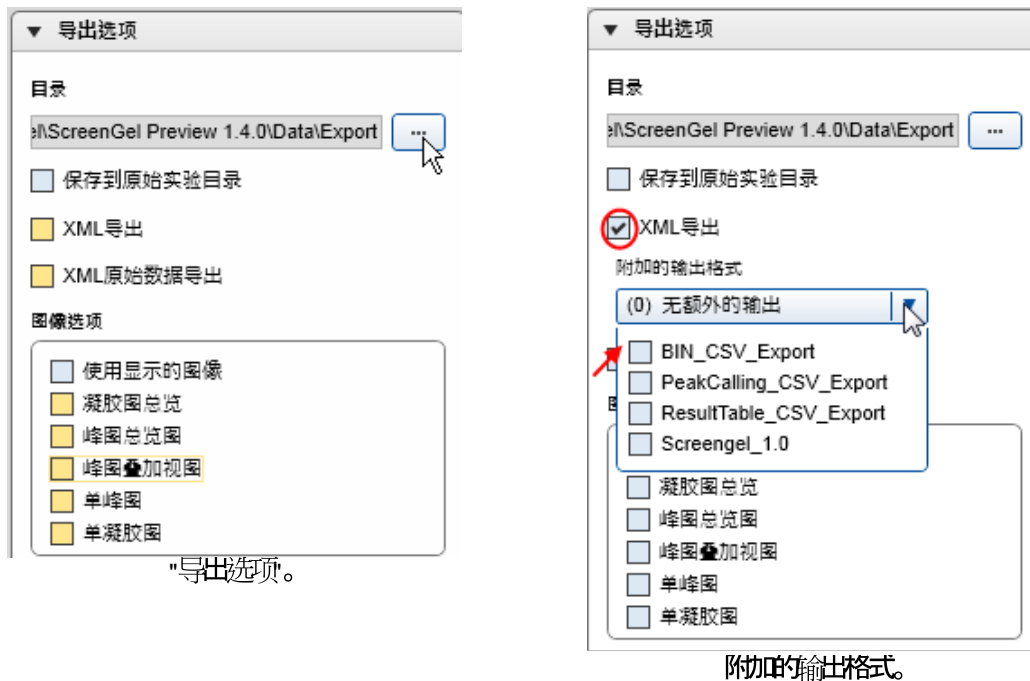 导出选项
目录
el\ScreenGel Preview 1.4.0\Data\Export ...
保存到原始实验目录
XML导出
XML原始数据导出
图像选项
使用显示的图像
凝胶图总览
峰图总览图
峰图叠加视图
单峰图
单凝胶图
"导出选项"。
导出选项
目录
el\ScreenGel Preview 1.4.0\Data\Export ...
保存到原始实验目录
XML导出
附加的输出格式
(0) 无额外的输出
BIN_CSV_Export
PeakCalling_CSV_Export
ResultTable_CSV_Export
Screengel_1.0
凝胶图总览
峰图总览图
峰图叠加视图
单峰图
单凝胶图
附加的输出格式。